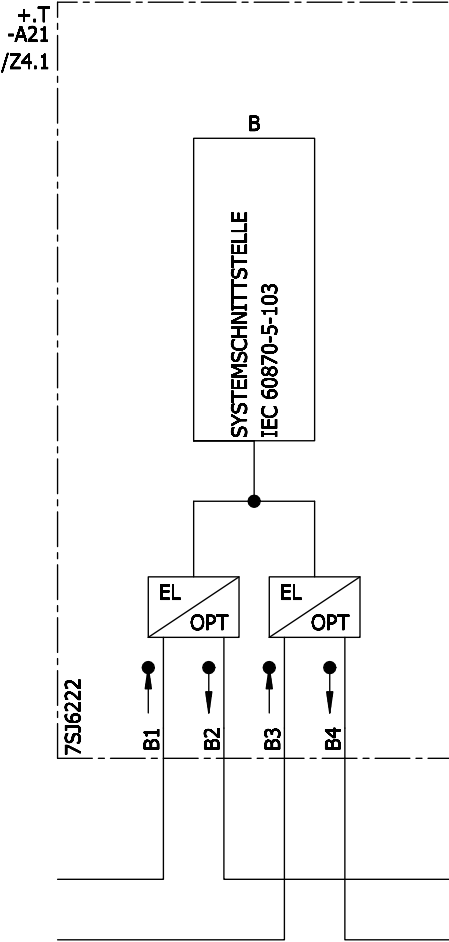 +.T
-A21
/Z4.1
B
SYSTEMSCHNITTSTELLE
IEC 60870-5-103
EL
OPT
EL
OPT
7SJ6222
B1
B2
B3
B4